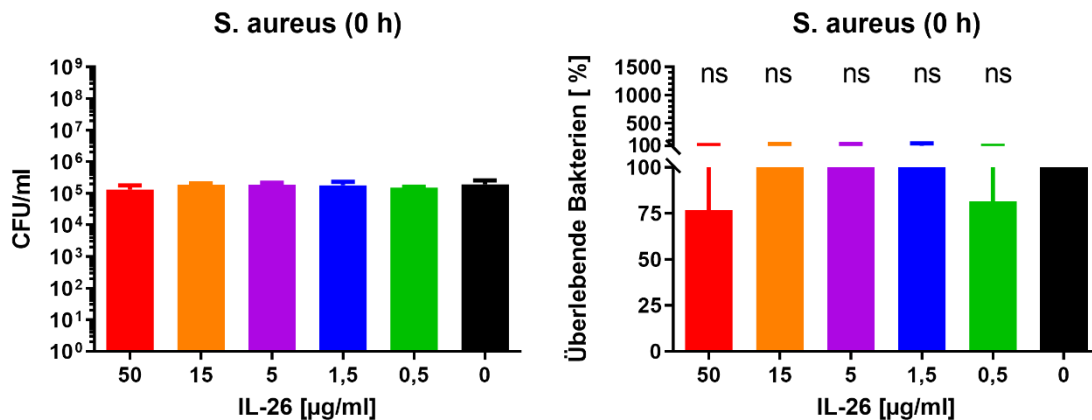 S. aureus (0 h)
CFU/ml
10⁹
10⁸
10⁷
10⁶
10⁵
10⁴
10³
10²
10¹
10⁰
50 15 5 1,5 0,5 0
IL-26 [µg/ml]
S. aureus (0 h)
Überlebende Bakterien [ %]
1500
1000
500
100
100
75
50
25
0
ns ns ns ns ns
50 15 5 1,5 0,5 0
IL-26 [µg/ml]